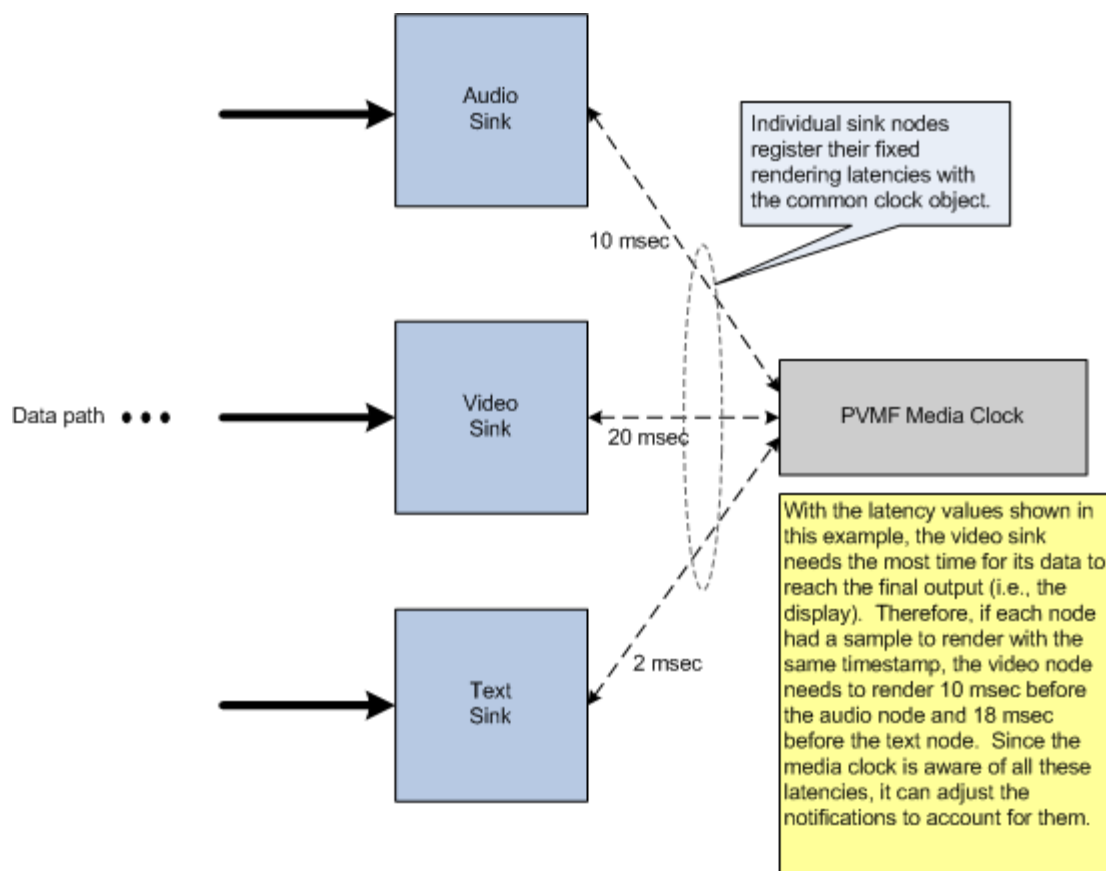 Audio
Sink
Individual sink nodes
register their fixed
rendering latencies with
the common clock object.
10 msec
Data path •••
Video
Sink
20 msec
PVMF Media Clock
With the latency values shown in
this example, the video sink
needs the most time for its data to
reach the final output (i.e., the
display).  Therefore, if each node
had a sample to render with the
same timestamp, the video node
needs to render 10 msec before
the audio node and 18 msec
before the text node.  Since the
media clock is aware of all these
latencies, it can adjust the
notifications to account for them.
2 msec
Text
Sink